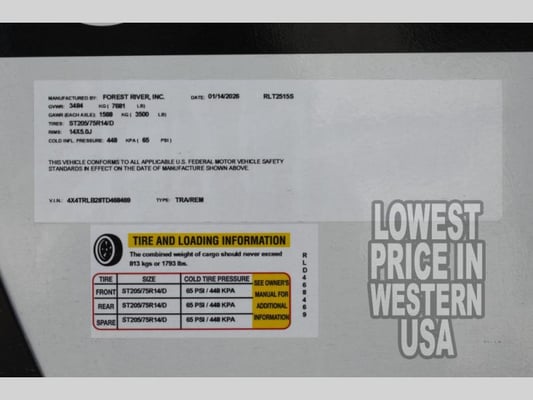 MANUFACTURED BY: FOREST RIVER, INC. DATE: 01/14/2026 RLT2515S
GVWR: 3484 KG ( 7681 LB)
GAWR (EACH AXLE): 1588 KG ( 3500 LB)
TIRES: ST205/75R14/D
RIMS: 14X5.0J
COLD INFL. PRESSURE: 448 KPA ( 65 PSI )
THIS VEHICLE CONFORMS TO ALL APPLICABLE U.S. FEDERAL MOTOR VEHICLE SAFETY
STANDARDS IN EFFECT ON THE DATE OF MANUFACTURE SHOWN ABOVE.
V.I.N.: 4X4TRLB28TD468469 TYPE: TRA/REM
TIRE AND LOADING INFORMATION
The combined weight of cargo should never exceed
813 kgs or 1793 lbs.
TIRE SIZE COLD TIRE PRESSURE SEE OWNER'S
FRONT ST205/75R14/D 65 PSI / 448 KPA MANUAL FOR
REAR ST205/75R14/D 65 PSI / 448 KPA ADDITIONAL
SPARE ST205/75R14/D 65 PSI / 448 KPA INFORMATION
RLD468469
LOWEST
PRICE IN
WESTERN
USA